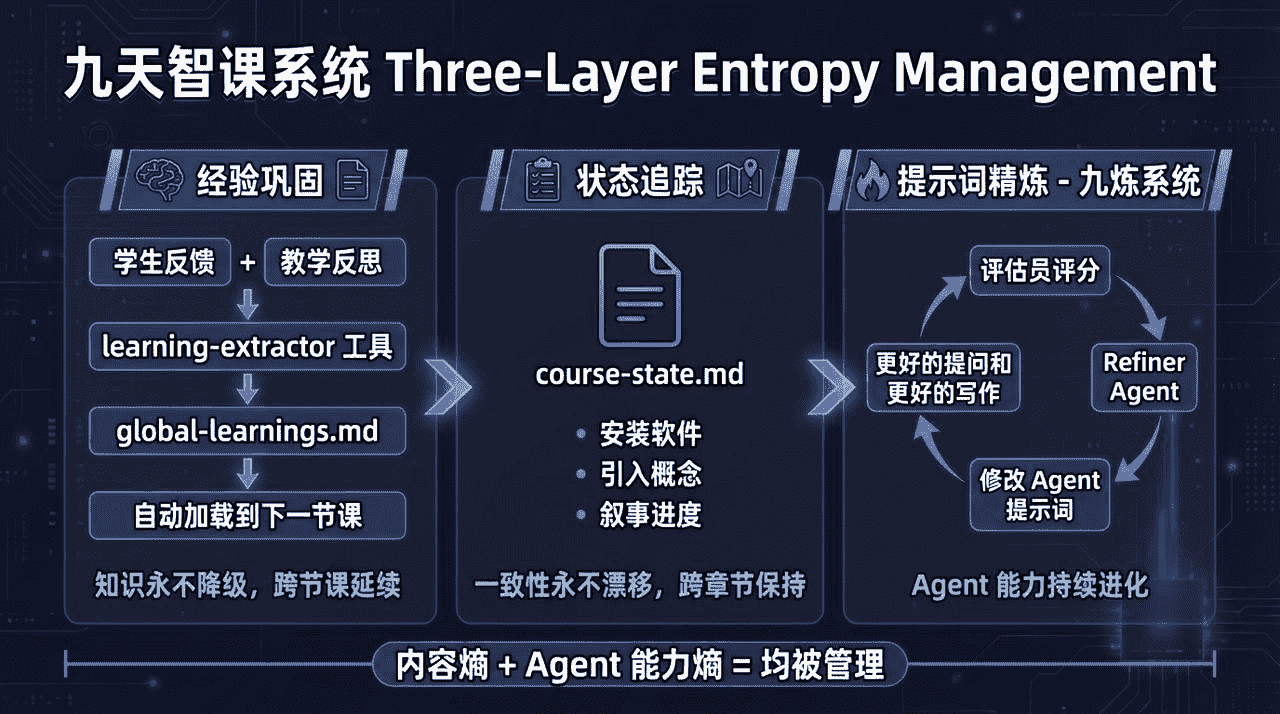 九天智课系统 Three-Layer Entropy Management
经验巩固
学生反馈 + 教学反思
learning-extractor 工具
global-learnings.md
自动加载到下一节课
知识永不降级，跨节课延续
状态追踪
course-state.md
• 安装软件
• 引入概念
• 叙事进度
一致性永不漂移，跨章节保持
提示词精炼 - 九炼系统
评估员评分
Refiner
Agent
修改 Agent
提示词
更好的提问和
更好的写作
Agent 能力持续进化
内容熵 + Agent 能力熵 = 均被管理